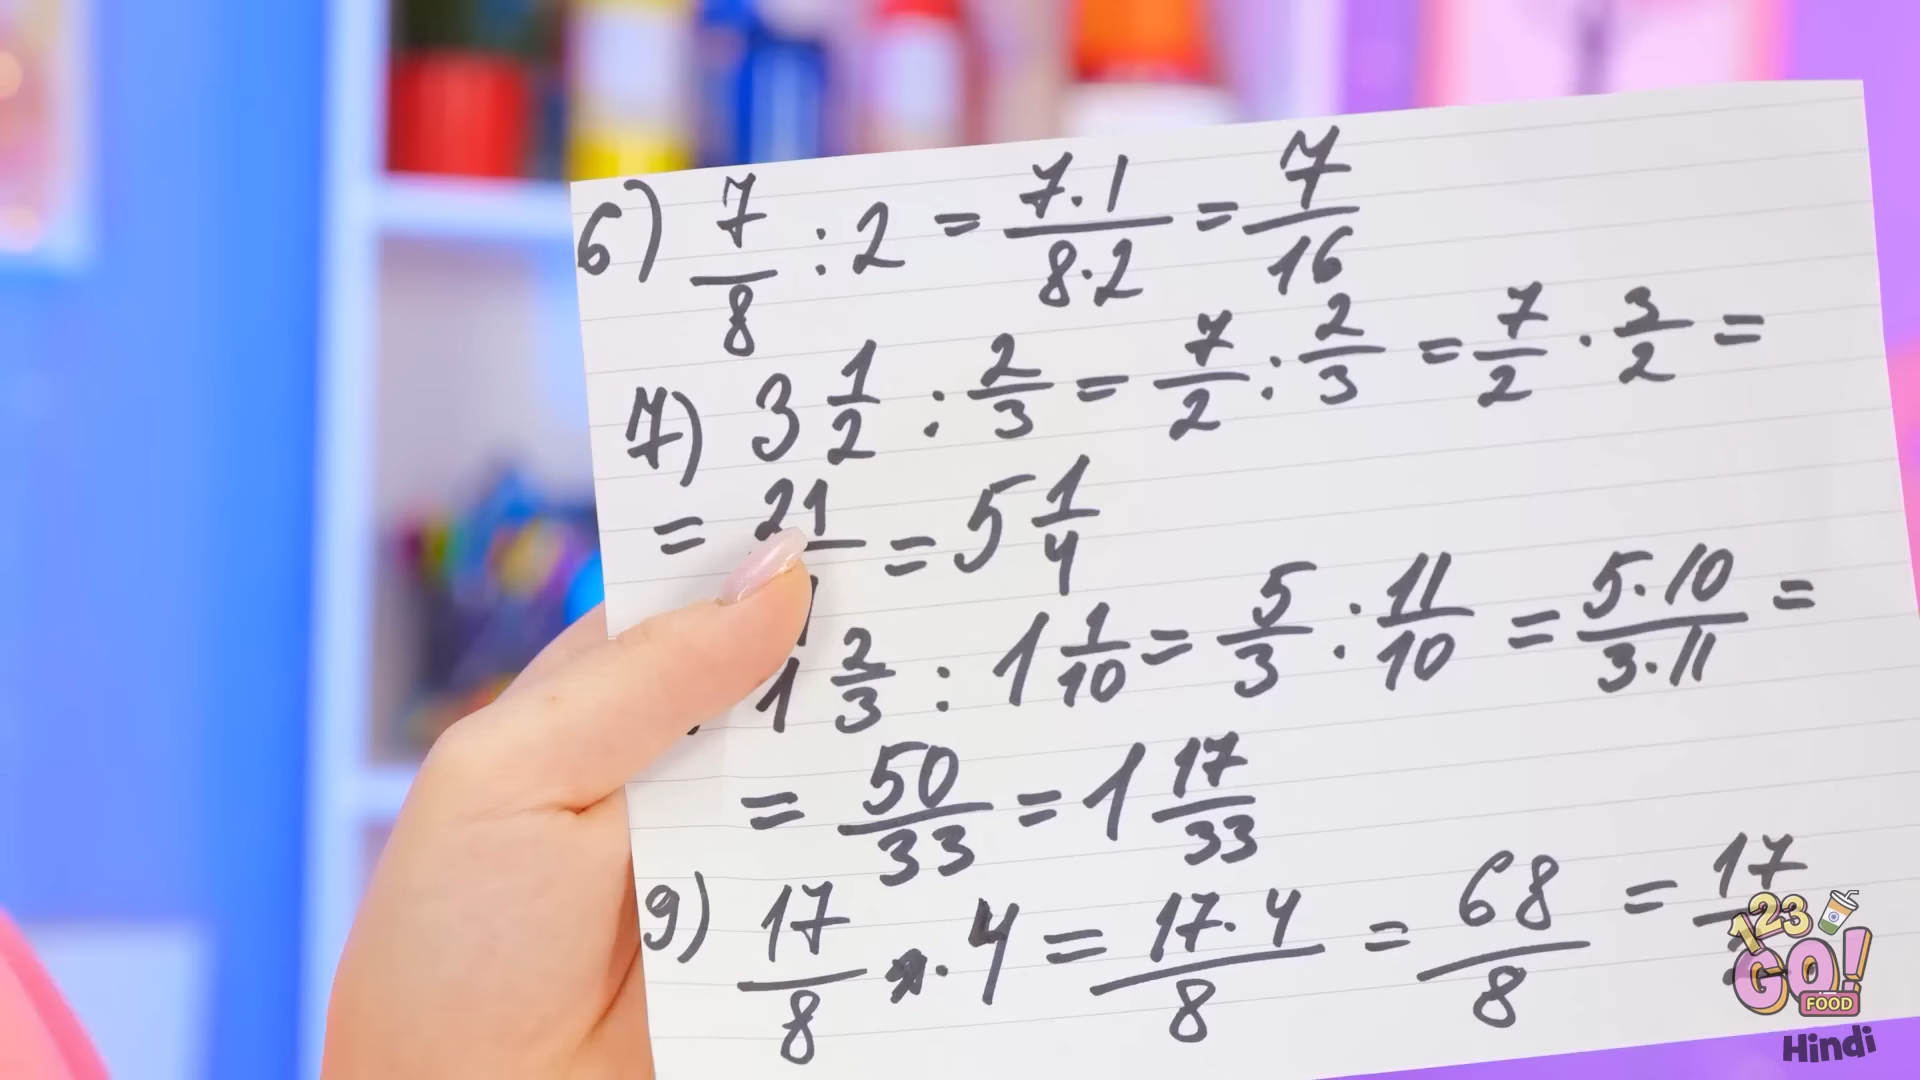 6) 7/8 : 2 = 7·1/8·2 = 7/16
7) 3 1/2 : 2/3 = 7/2 : 2/3 = 7/2 · 3/2 =
= 21/ = 5 1/4
1 2/3 : 1 1/10 = 5/3 : 11/10 = 5·10/3·11 =
= 50/33 = 1 17/33
9) 17/8 · 4 = 17·4/8 = 68/8 = 17/
123
GO!
FOOD
Hindi